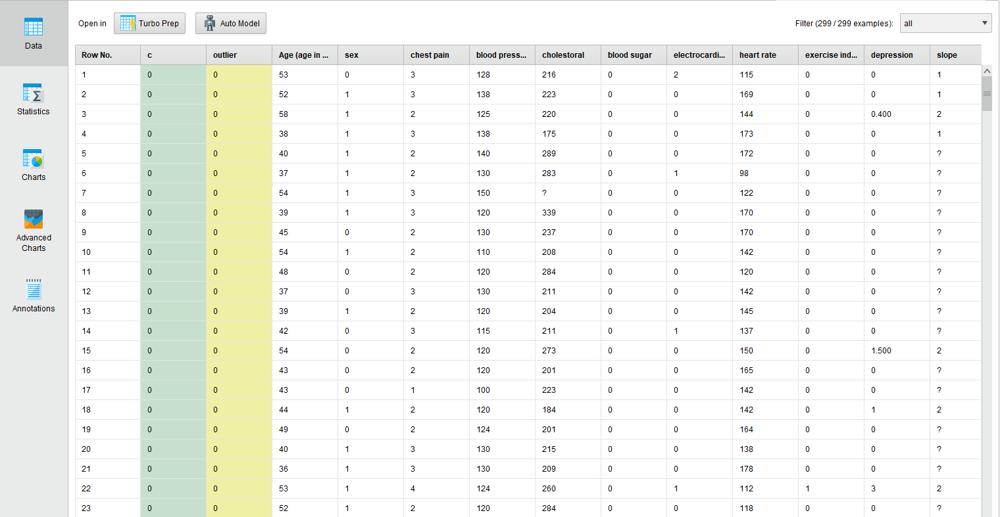 Open in Turbo Prep Auto Model Filter (299 / 299 examples): all
Data
Statistics
Charts
Advanced
Charts
Annotations
Row No. c outlier Age (age in ... sex chest pain blood press... cholestoral blood sugar electrocardi... heart rate exercise ind... depression slope
1 0 0 53 0 3 128 216 0 2 115 0 0 1
2 0 0 52 1 3 138 223 0 0 169 0 0 1
3 0 0 58 1 2 125 220 0 0 144 0 0.400 2
4 0 0 38 1 3 138 175 0 0 173 0 0 1
5 0 0 40 1 2 140 289 0 0 172 0 0 ?
6 0 0 37 1 2 130 283 0 1 98 0 0 ?
7 0 0 54 1 3 150 ? 0 0 122 0 0 ?
8 0 0 39 1 3 120 339 0 0 170 0 0 ?
9 0 0 45 0 2 130 237 0 0 170 0 0 ?
10 0 0 54 1 2 110 208 0 0 142 0 0 ?
11 0 0 48 0 2 120 284 0 0 120 0 0 ?
12 0 0 37 0 3 130 211 0 0 142 0 0 ?
13 0 0 39 1 2 120 204 0 0 145 0 0 ?
14 0 0 42 0 3 115 211 0 1 137 0 0 ?
15 0 0 54 0 2 120 273 0 0 150 0 1.500 2
16 0 0 43 0 2 120 201 0 0 165 0 0 ?
17 0 0 43 0 1 100 223 0 0 142 0 0 ?
18 0 0 44 1 2 120 184 0 0 142 0 1 2
19 0 0 49 0 2 124 201 0 0 164 0 0 ?
20 0 0 40 1 3 130 215 0 0 138 0 0 ?
21 0 0 36 1 3 130 209 0 0 178 0 0 ?
22 0 0 53 1 4 124 260 0 1 112 1 3 2
23 0 0 52 1 2 120 284 0 0 118 0 0 ?